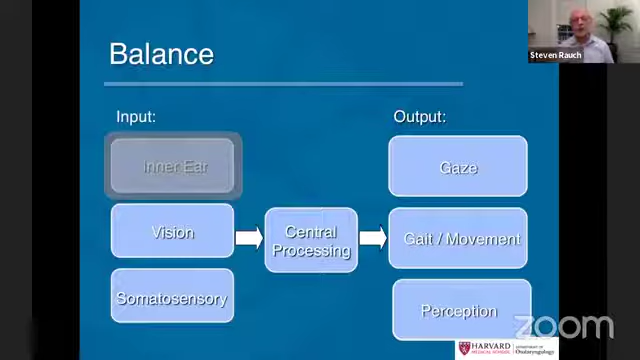 Steven Rauch
Balance
Input:
Output:
Inner Ear
Gaze
Vision
Central
Processing
Gait / Movement
Somatosensory
Perception
zoom
HARVARD
MEDICAL SCHOOL
DEPARTMENT OF
Otolaryngology